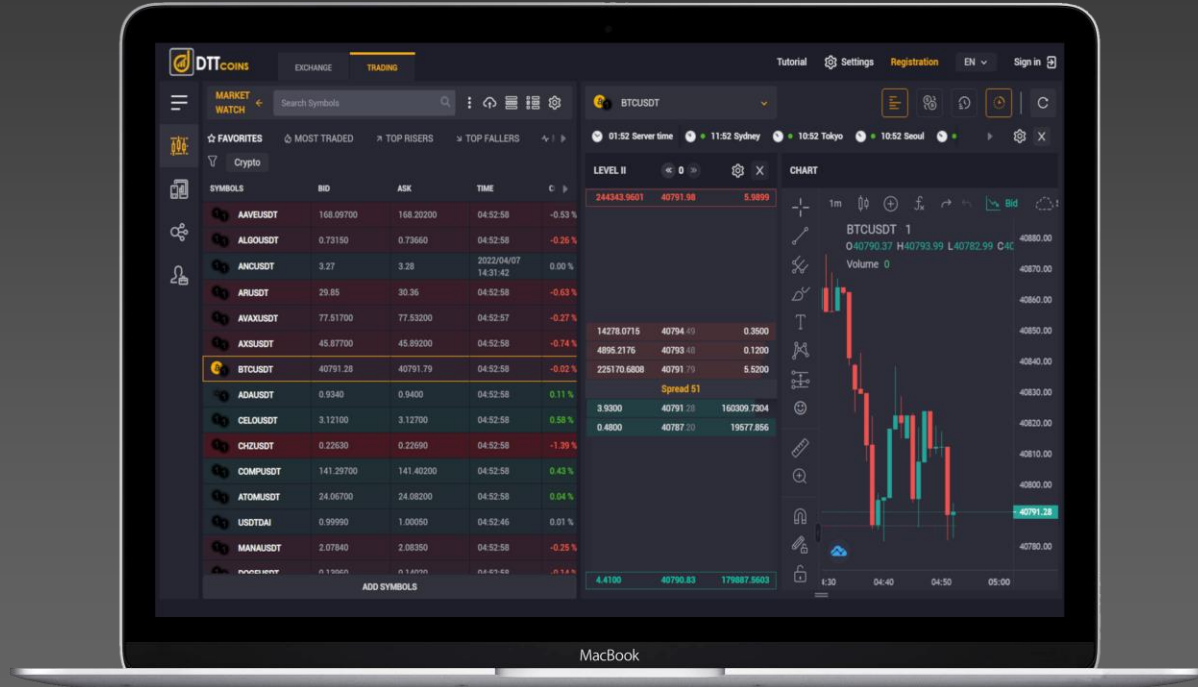 DTTCOINS
EXCHANGE
TRADING
Tutorial
Settings
Registration
EN
Sign in
MARKET WATCH
Search Symbols
FAVORITES
MOST TRADED
TOP RISERS
TOP FALLERS
Crypto
SYMBOLS BID ASK TIME
AAVEUSDT 168.09700 168.20200 04:52:58 -0.53 %
ALGOUSDT 0.73150 0.73660 04:52:58 -0.26 %
ANCUSDT 3.27 3.28 2022/04/07 14:31:42 0.00 %
ARUSDT 29.85 30.36 04:52:58 -0.63 %
AVAXUSDT 77.51700 77.53200 04:52:57 -0.27 %
AXSUSDT 45.87700 45.89200 04:52:58 -0.74 %
BTCUSDT 40791.28 40791.79 04:52:58 -0.02 %
ADAUSDT 0.9340 0.9400 04:52:58 0.11 %
CELOUSDT 3.12100 3.12700 04:52:58 0.58 %
CHZUSDT 0.22630 0.22690 04:52:58 -1.39 %
COMPUSDT 141.29700 141.40200 04:52:58 0.43 %
ATOMUSDT 24.06700 24.08200 04:52:58 0.04 %
USDTDAI 0.99990 1.00050 04:52:46 0.01 %
MANAUSDT 2.07840 2.08350 04:52:58 -0.25 %
ADD SYMBOLS
BTCUSDT
01:52 Server time
11:52 Sydney
10:52 Tokyo
10:52 Seoul
LEVEL II
0
244343.9601 40791.98 5.9899
14278.0715 40794.49 0.3500
4895.2176 40793.48 0.1200
225170.6808 40791.79 5.5200
Spread 51
3.9300 40791.28 160309.7304
0.4800 40787.20 19577.856
4.4100 40790.83 179887.5603
CHART
1m
Bid
BTCUSDT 1
O40790.37 H40793.99 L40782.99
Volume 0
40880.00
40870.00
40860.00
40850.00
40840.00
40830.00
40820.00
40810.00
40800.00
40791.28
40780.00
04:40 04:50 05:00
MacBook